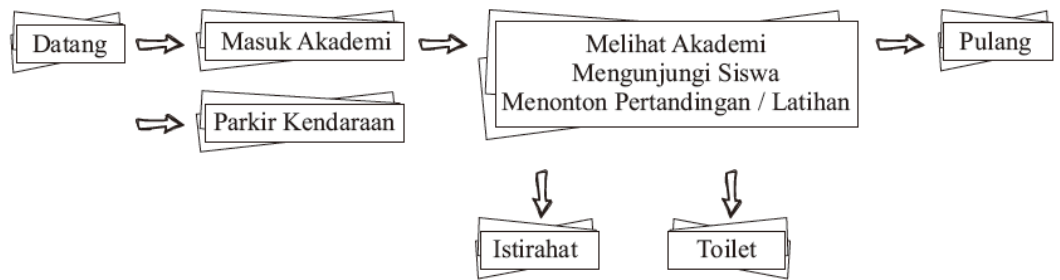 Datang
Masuk Akademi
Melihat Akademi
Mengunjungi Siswa
Menonton Pertandingan / Latihan
Pulang
Parkir Kendaraan
Istirahat
Toilet